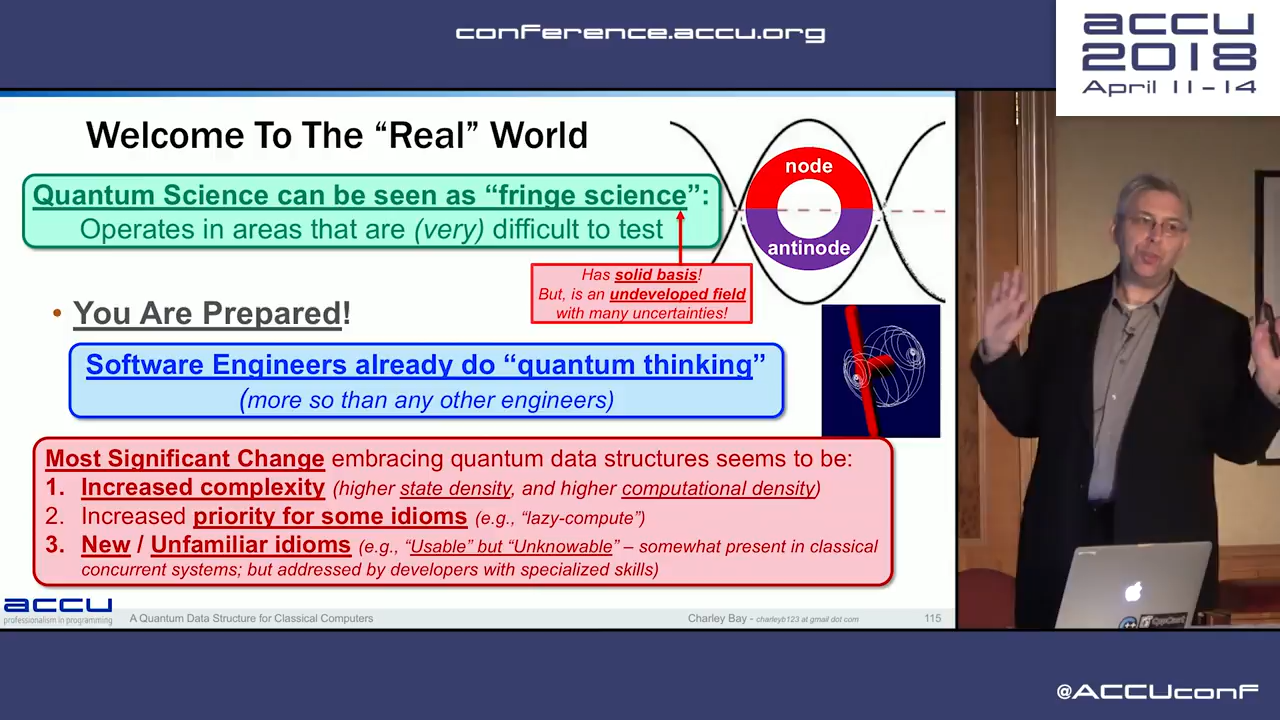 conference.accu.org
accu
2018
April 11-14
Welcome To The “Real” World
Quantum Science can be seen as “fringe science”:
Operates in areas that are (very) difficult to test
node
antinode
Has solid basis!
But, is an undeveloped field
with many uncertainties!
• You Are Prepared!
Software Engineers already do “quantum thinking”
(more so than any other engineers)
Most Significant Change embracing quantum data structures seems to be:
1. Increased complexity (higher state density, and higher computational density)
2. Increased priority for some idioms (e.g., “lazy-compute”)
3. New / Unfamiliar idioms (e.g., “Usable” but “Unknowable” – somewhat present in classical
concurrent systems; but addressed by developers with specialized skills)
accu
professionalism in programming
A Quantum Data Structure for Classical Computers
Charley Bay - charleyb123 at gmail dot com
115
CppCast
@ACCUconf